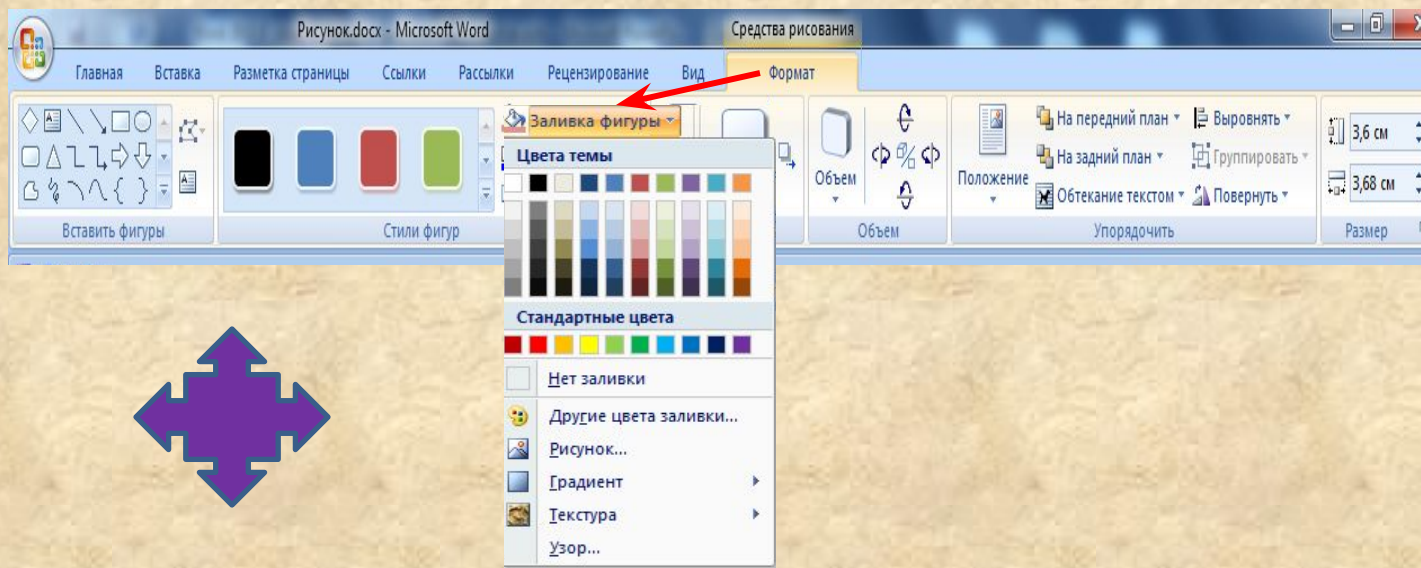 Рисунок.docx - Microsoft Word
Средства рисования
Главная Вставка Разметка страницы Ссылки Рассылки Рецензирование Вид Формат
Заливка фигуры
Цвета темы
Стандартные цвета
Нет заливки
Другие цвета заливки...
Рисунок...
Градиент
Текстура
Узор...
Объем
Положение
На передний план
На задний план
Обтекание текстом
Выровнять
Группировать
Повернуть
3,6 см
3,68 см
Вставить фигуры
Стили фигур
Объем
Упорядочить
Размер